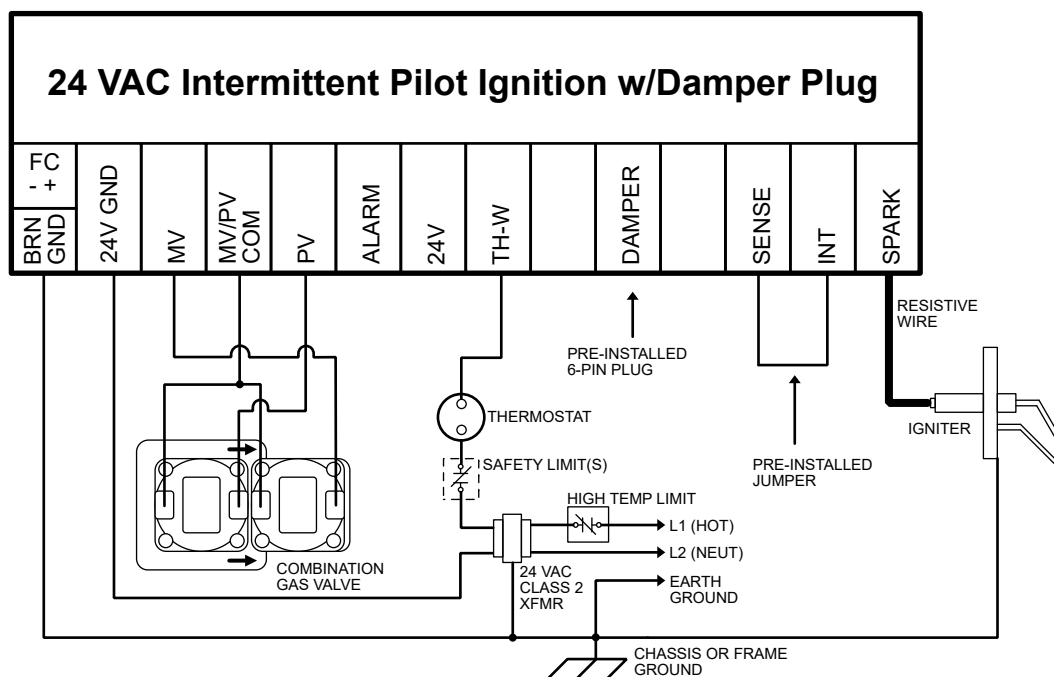 24 VAC Intermittent Pilot Ignition w/Damper Plug
FC
- +
BRN
GND
24V GND
MV
MV/PV
COM
PV
ALARM
24V
TH-W
DAMPER
SENSE
INT
SPARK
RESISTIVE
WIRE
PRE-INSTALLED
6-PIN PLUG
THERMOSTAT
IGNITER
SAFETY LIMIT(S)
PRE-INSTALLED
JUMPER
HIGH TEMP LIMIT
L1 (HOT)
L2 (NEUT)
COMBINATION
GAS VALVE
24 VAC
CLASS 2
XFMR
EARTH
GROUND
CHASSIS OR FRAME
GROUND